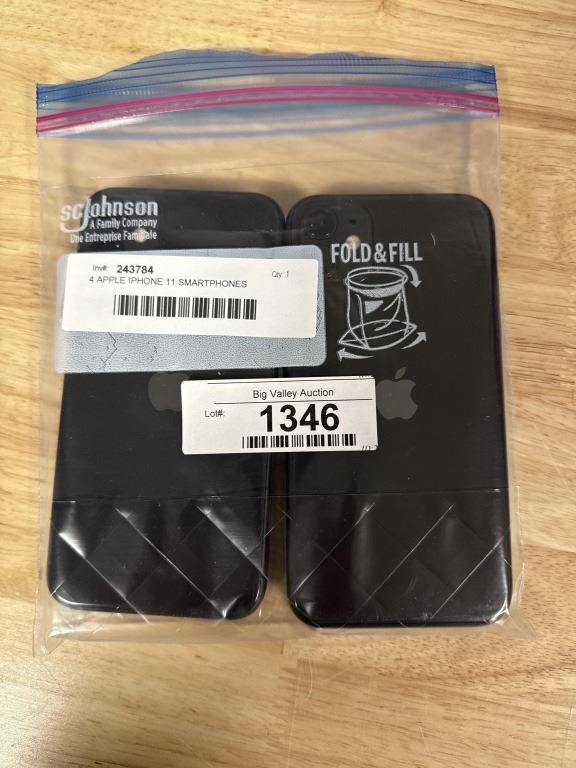 scJohnson
A Family Company
Une Entreprise Familiale
FOLD & FILL
Inv#: 243784 Qty: 1
4 APPLE IPHONE 11 SMARTPHONES
Big Valley Auction
Lot#: 1346